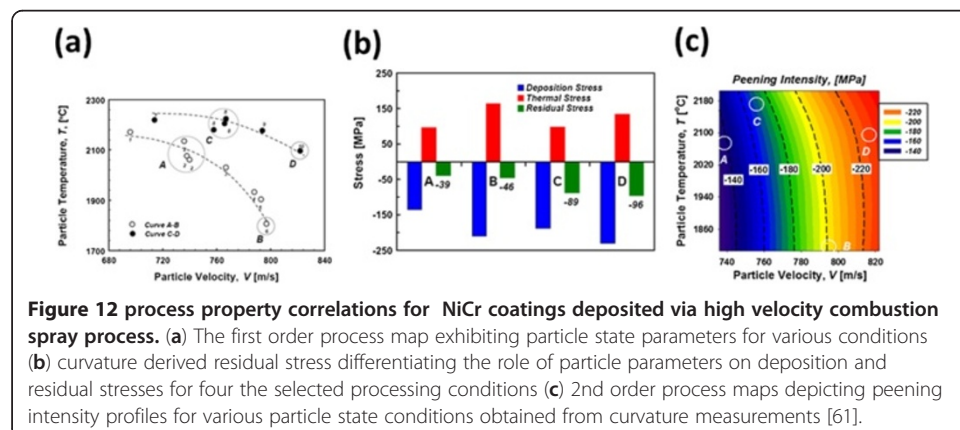 (a)
2300
2100
1900
1700
680
720
760
800
840
Particle Temperature, T, [°C]
Particle Velocity, V [m/s]
A
B
C
D
Curve A-B
Curve C-D
(b)
250
150
50
-50
-150
-250
Stress [MPa]
Deposition Stress
Thermal Stress
Residual Stress
A
B
C
D
-39
-46
-89
-96
(c)
Peening Intensity, [MPa]
2180
2100
2020
1940
1860
Particle Temperature, T [°C]
740
760
780
800
820
Particle Velocity, V [m/s]
C
A
D
B
-140
-160
-180
-200
-220
-220
-200
-180
-160
-140
Figure 12 process property correlations for NiCr coatings deposited via high velocity combustion
spray process. (a) The first order process map exhibiting particle state parameters for various conditions
(b) curvature derived residual stress differentiating the role of particle parameters on deposition and
residual stresses for four the selected processing conditions (c) 2nd order process maps depicting peening
intensity profiles for various particle state conditions obtained from curvature measurements [61].